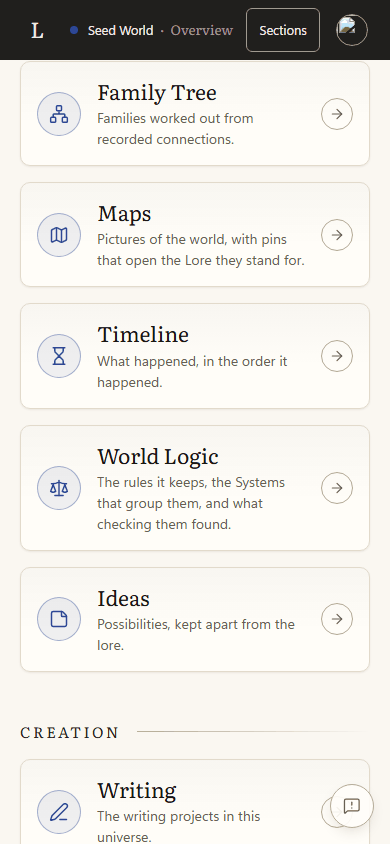 L Seed World · Overview Sections
Family Tree
Families worked out from
recorded connections.
Maps
Pictures of the world, with pins
that open the Lore they stand for.
Timeline
What happened, in the order it
happened.
World Logic
The rules it keeps, the Systems
that group them, and what
checking them found.
Ideas
Possibilities, kept apart from the
lore.
CREATION
Writing
The writing projects in this
universe.